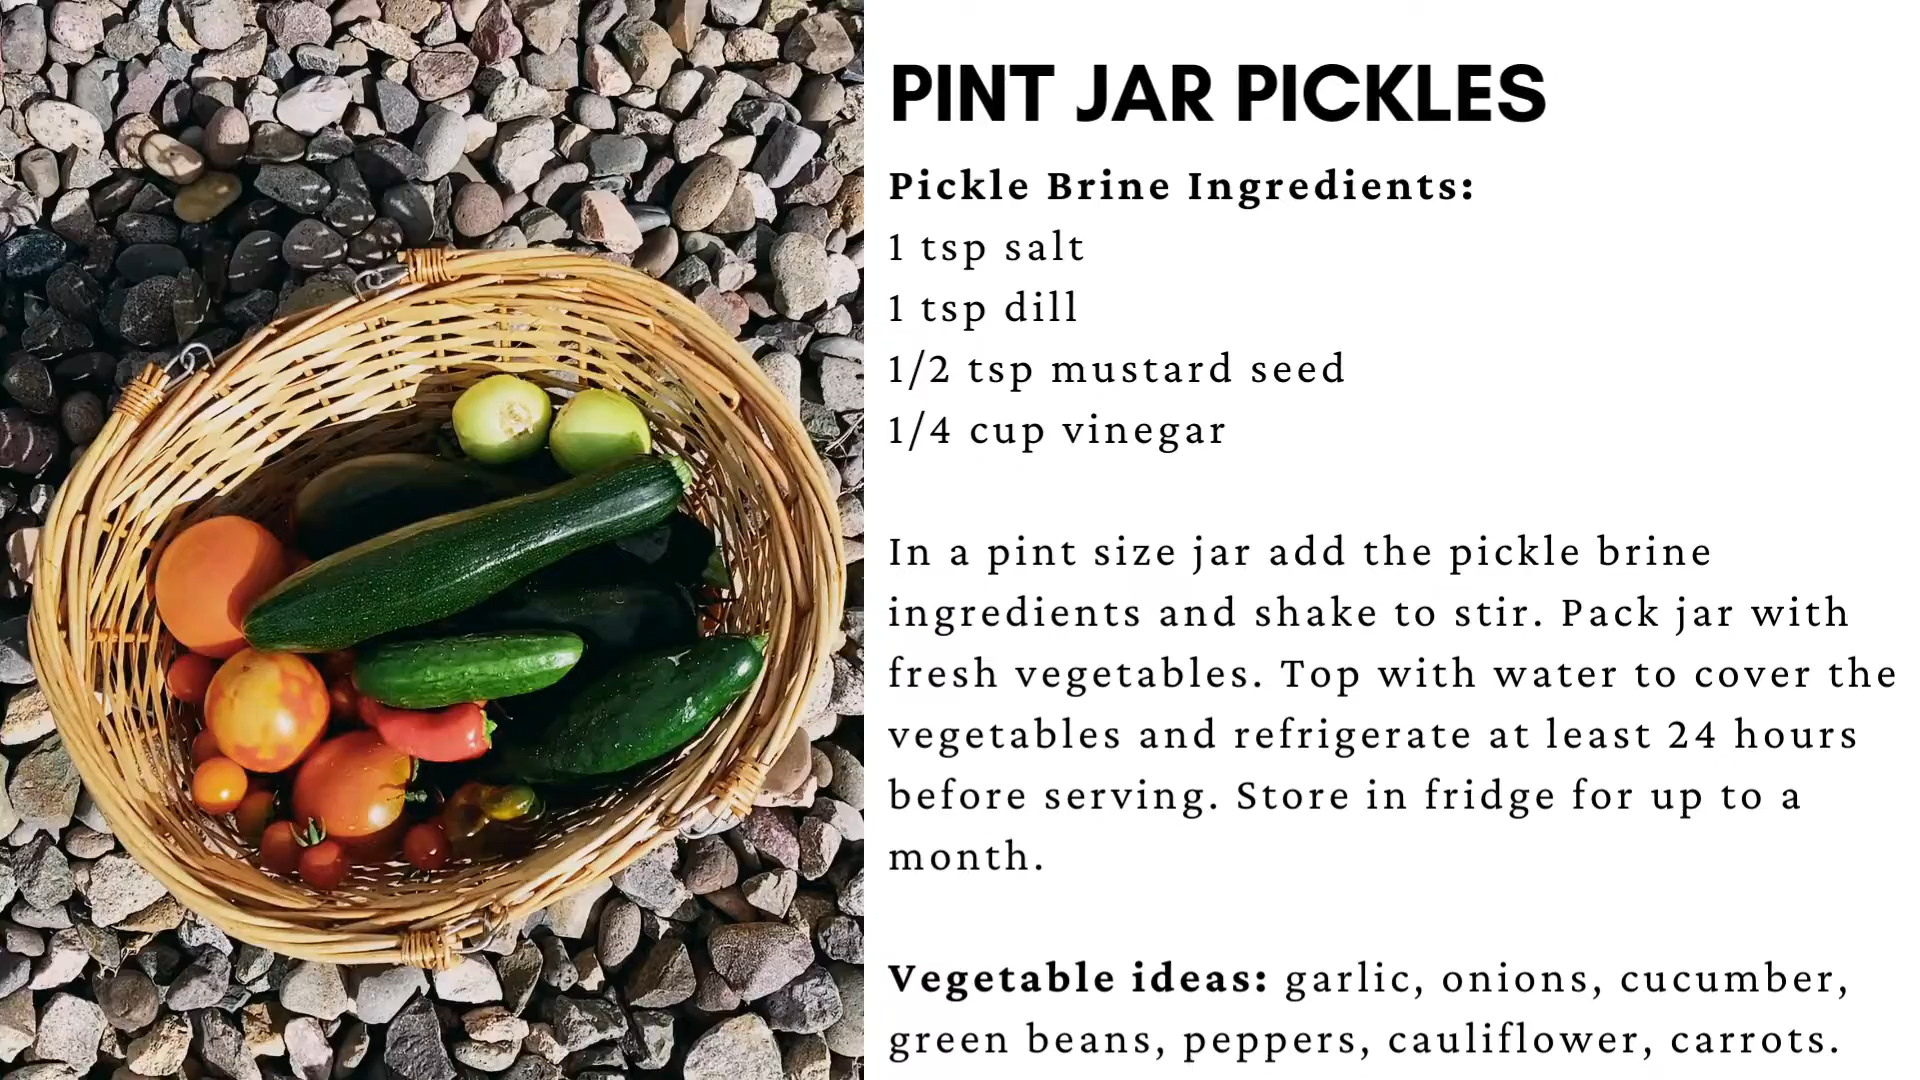 PINT JAR PICKLES
Pickle Brine Ingredients:
1 tsp salt
1 tsp dill
1/2 tsp mustard seed
1/4 cup vinegar
In a pint size jar add the pickle brine
ingredients and shake to stir. Pack jar with
fresh vegetables. Top with water to cover the
vegetables and refrigerate at least 24 hours
before serving. Store in fridge for up to a
month.
Vegetable ideas: garlic, onions, cucumber,
green beans, peppers, cauliflower, carrots.